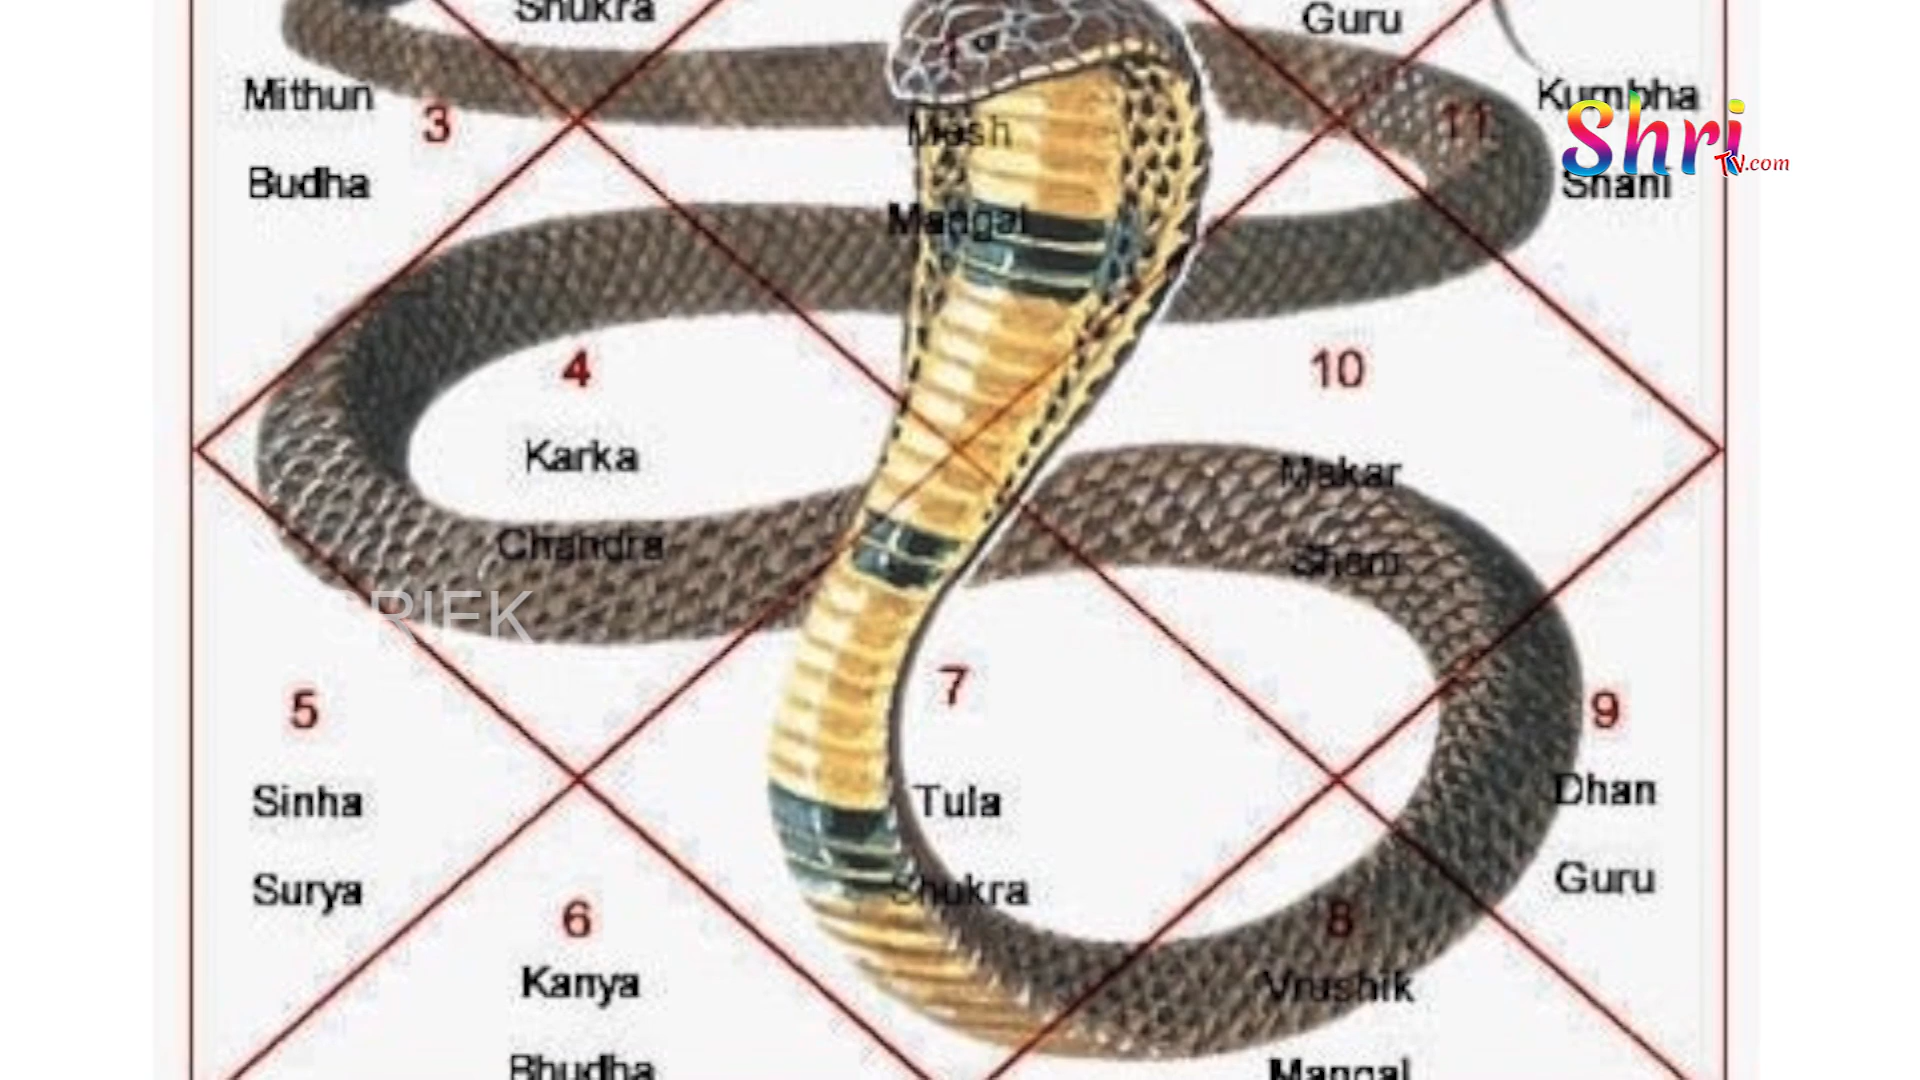 Shukra
Guru
Mithun
3
Budha
Mesh
Mangal
11
Kumbha
Shani
Shri
TV.com
4
Karka
Chandra
10
Makar
Shani
SRIEK
5
Sinha
Surya
7
Tula
Shukra
9
Dhan
Guru
6
Kanya
Bhudha
8
Vrushik
Mangal